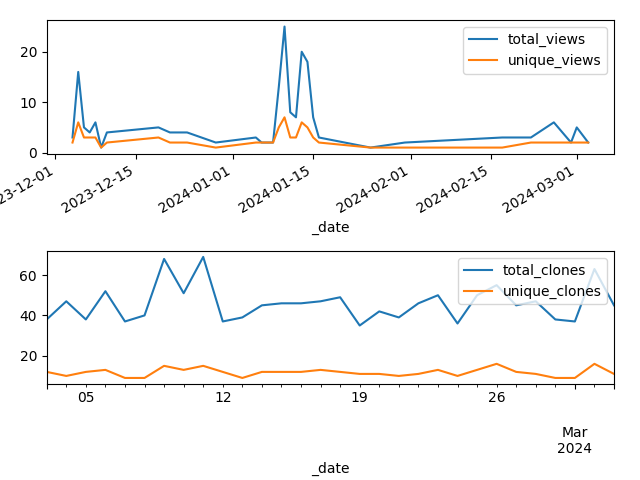 total_views
unique_views
20
10
0
23-12-01
2023-12-15
2024-01-01
2024-01-15
2024-02-01
2024-02-15
2024-03-01
_date
total_clones
unique_clones
60
40
20
05
12
19
26
Mar
2024
_date